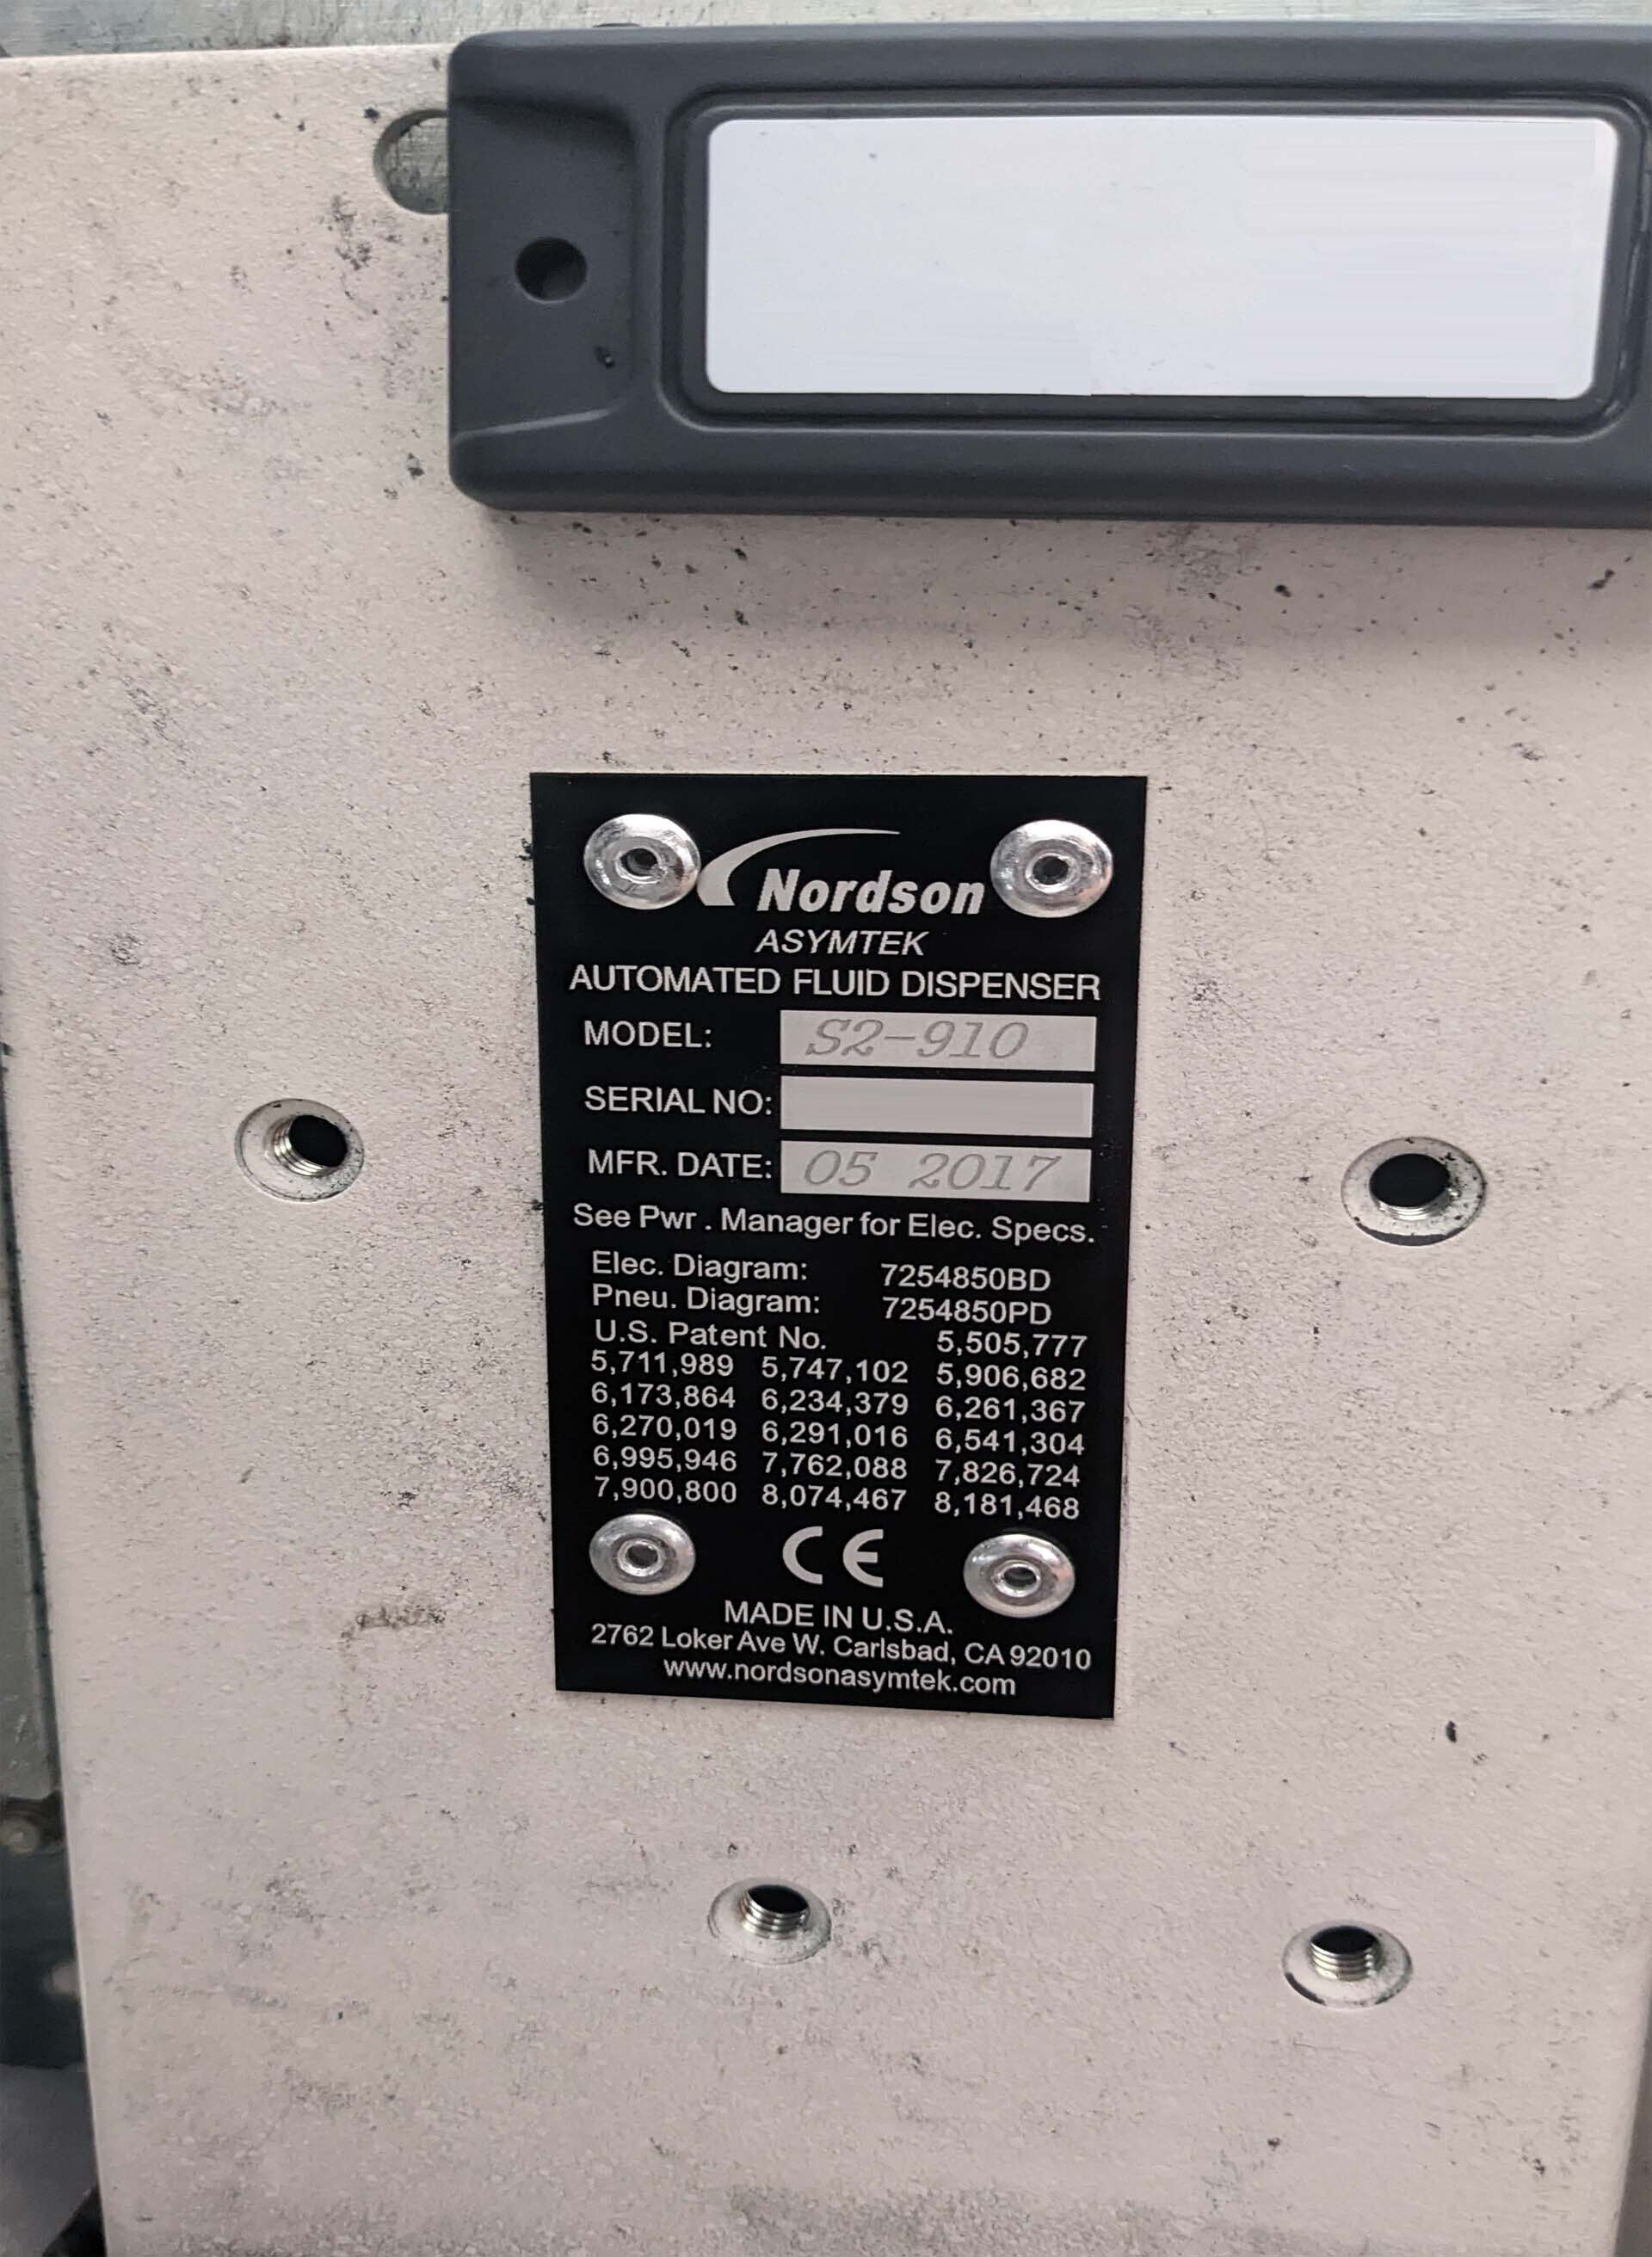 Nordson
ASYMTEK
AUTOMATED FLUID DISPENSER
MODEL: S2-910
SERIAL NO:
MFR. DATE: 05 2017
See Pwr . Manager for Elec. Specs.
Elec. Diagram: 7254850BD
Pneu. Diagram: 7254850PD
U.S. Patent No. 5,505,777
5,711,989 5,747,102 5,906,682
6,173,864 6,234,379 6,261,367
6,270,019 6,291,016 6,541,304
6,995,946 7,762,088 7,826,724
7,900,800 8,074,467 8,181,468
CE
MADE IN U.S.A.
2762 Loker Ave W. Carlsbad, CA 92010
www.nordsonasymtek.com